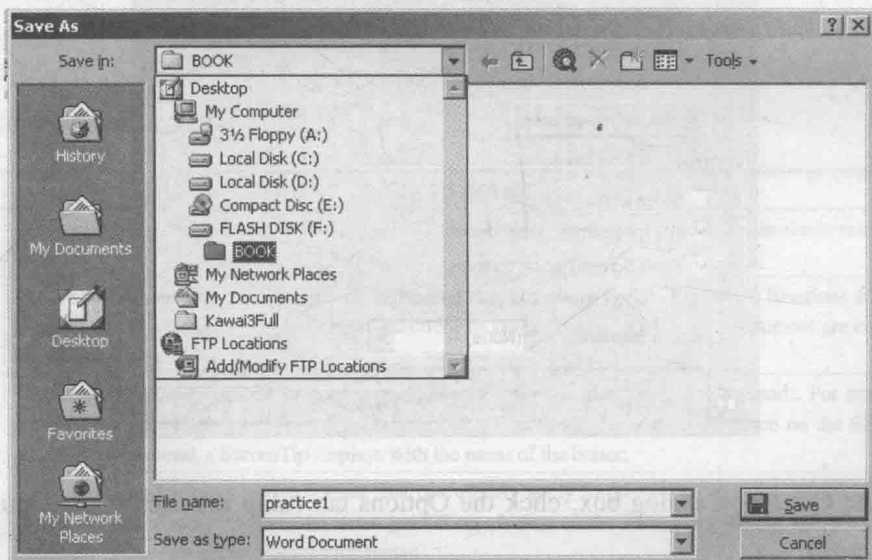 Save As
Save in:
BOOK
Tools
Desktop
My Computer
3½ Floppy (A:)
Local Disk (C:)
Local Disk (D:)
Compact Disc (E:)
FLASH DISK (F:)
BOOK
My Network Places
My Documents
Kawai3Full
FTP Locations
Add/Modify FTP Locations
History
My Documents
Desktop
Favorites
My Network
Places
File name:
practice1
Save
Save as type:
Word Document
Cancel